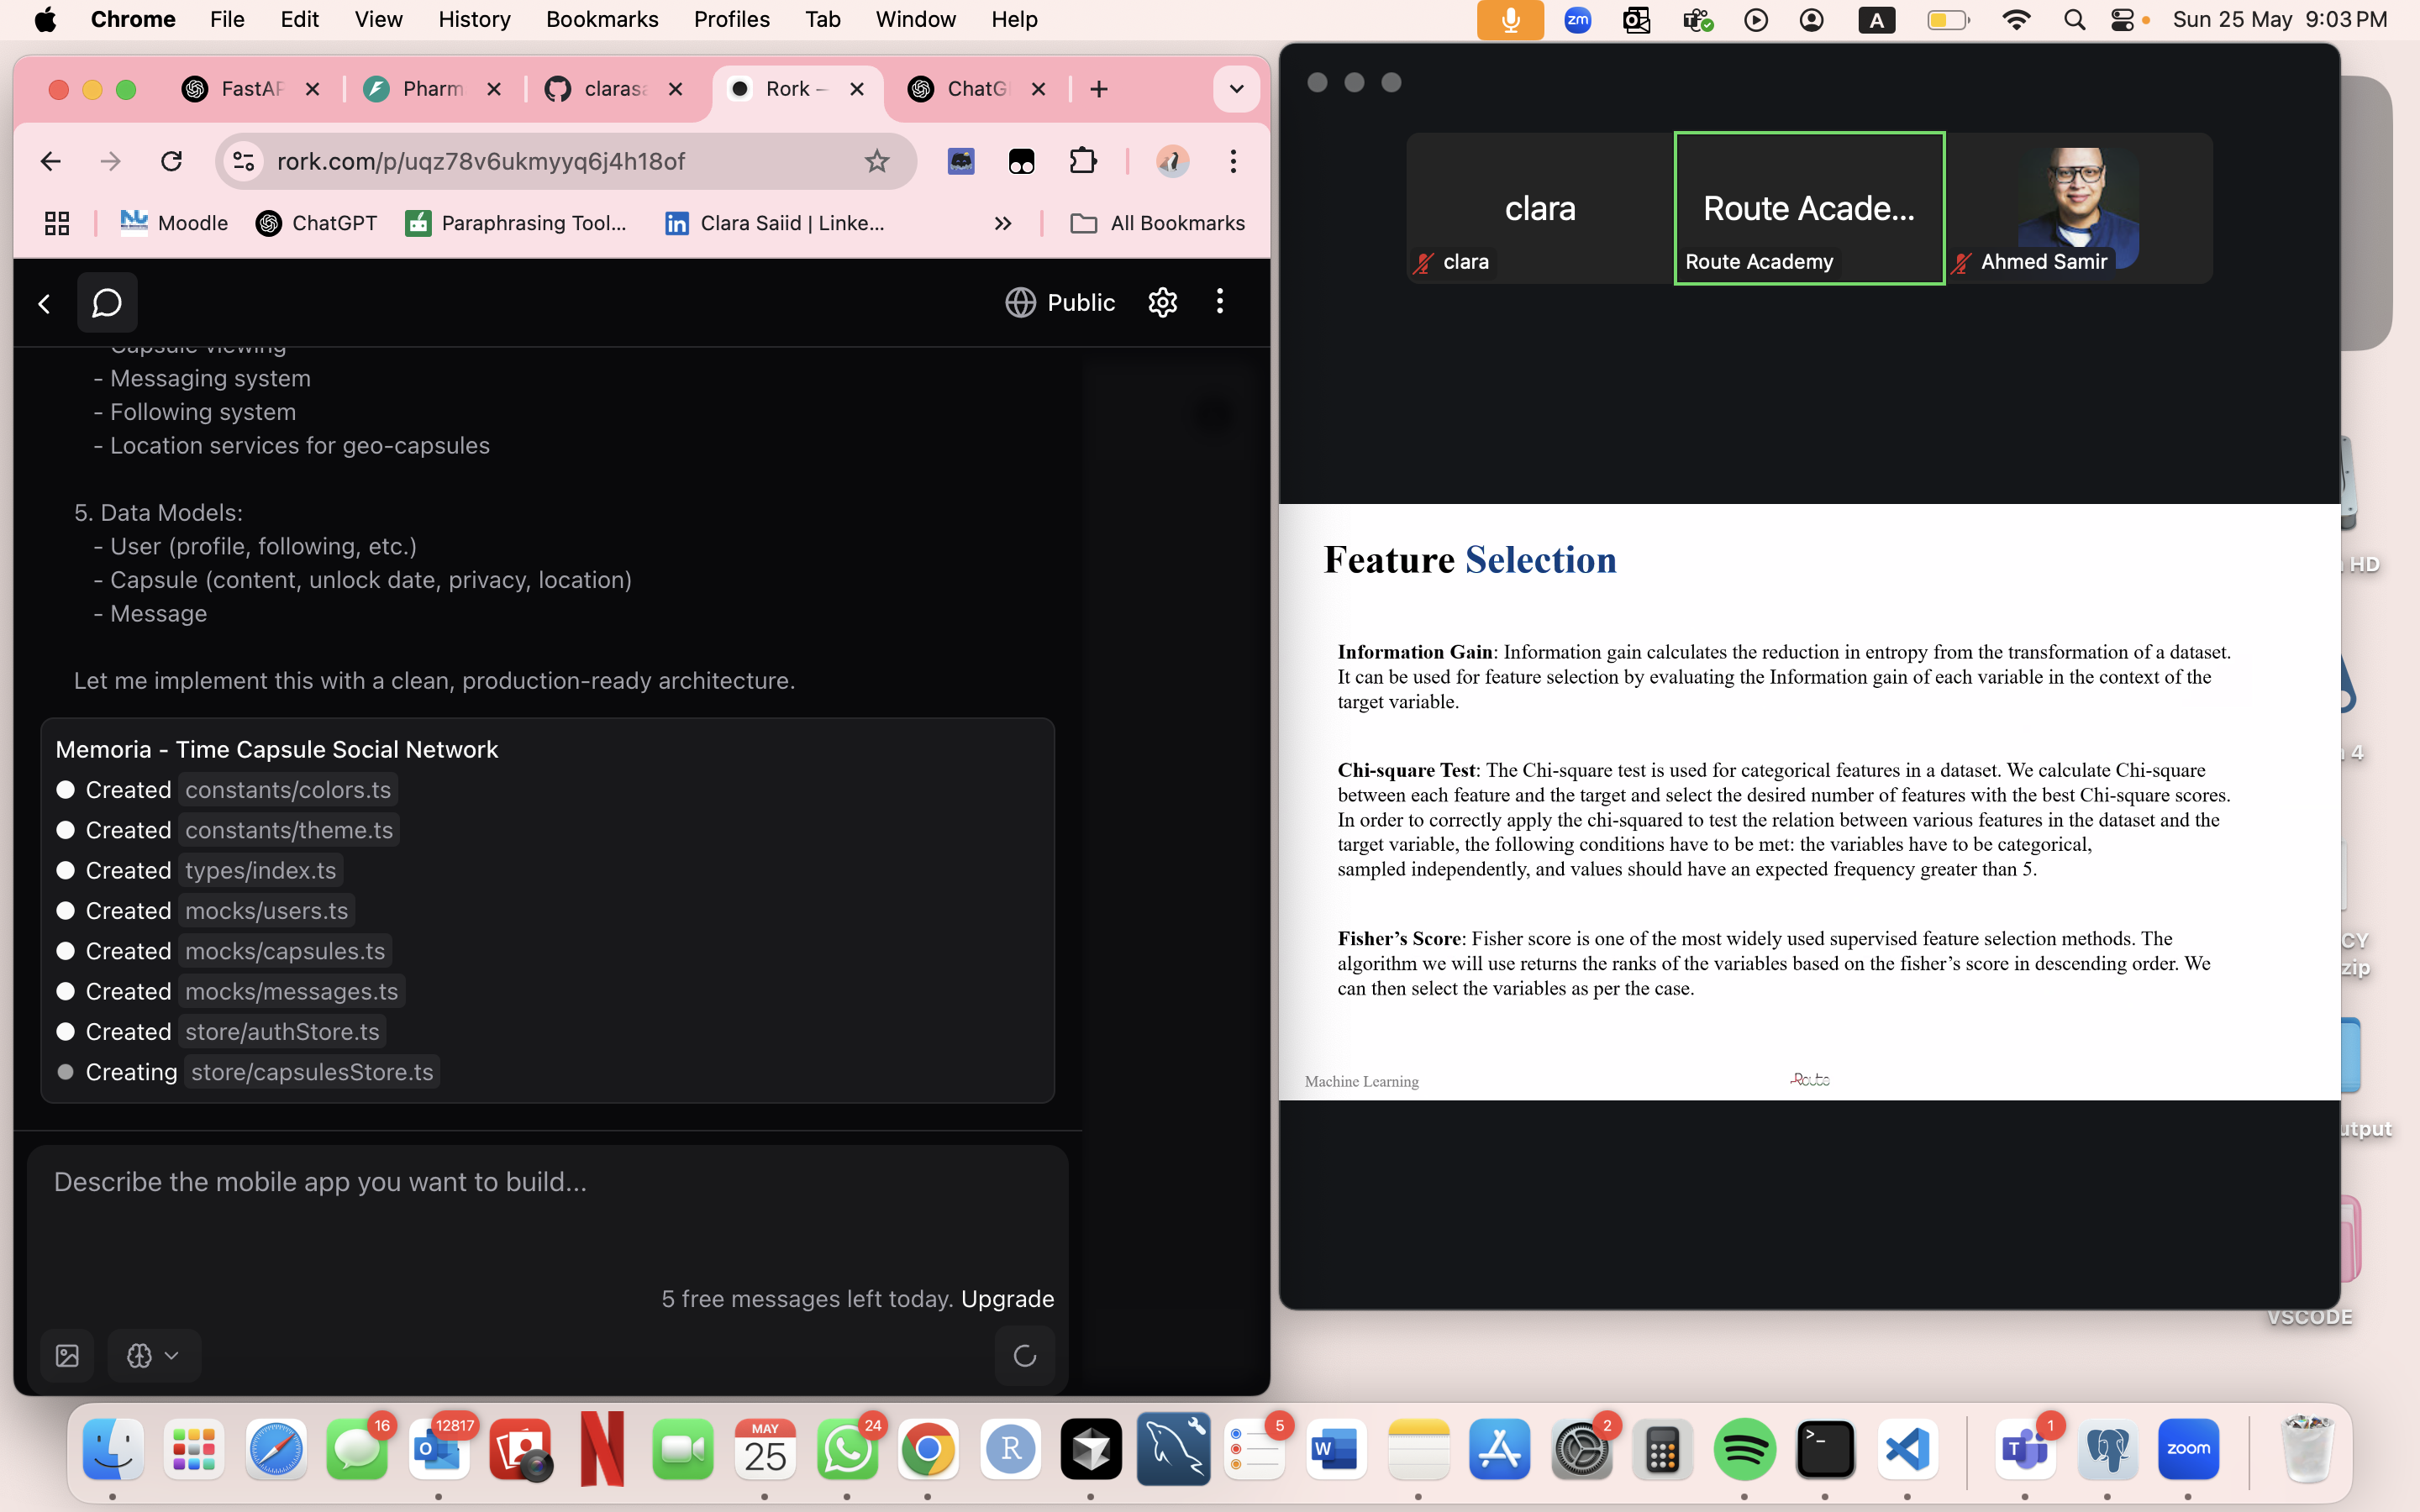 Chrome File Edit View History Bookmarks Profiles Tab Window Help
zm A Sun 25 May 9:03 PM
FastAP Pharm clarasa Rork – ChatG
rork.com/p/uqz78v6ukmyyq6j4h18of
Moodle ChatGPT Paraphrasing Tool... Clara Saiid | Linke... All Bookmarks
Public
- Capsule viewing
- Messaging system
- Following system
- Location services for geo-capsules
5. Data Models:
- User (profile, following, etc.)
- Capsule (content, unlock date, privacy, location)
- Message
Let me implement this with a clean, production-ready architecture.
Memoria - Time Capsule Social Network
Created constants/colors.ts
Created constants/theme.ts
Created types/index.ts
Created mocks/users.ts
Created mocks/capsules.ts
Created mocks/messages.ts
Created store/authStore.ts
Creating store/capsulesStore.ts
Describe the mobile app you want to build...
5 free messages left today. Upgrade
clara Route Acade...
clara Route Academy Ahmed Samir
Feature Selection
Information Gain: Information gain calculates the reduction in entropy from the transformation of a dataset.
It can be used for feature selection by evaluating the Information gain of each variable in the context of the
target variable.
Chi-square Test: The Chi-square test is used for categorical features in a dataset. We calculate Chi-square
between each feature and the target and select the desired number of features with the best Chi-square scores.
In order to correctly apply the chi-squared to test the relation between various features in the dataset and the
target variable, the following conditions have to be met: the variables have to be categorical,
sampled independently, and values should have an expected frequency greater than 5.
Fisher's Score: Fisher score is one of the most widely used supervised feature selection methods. The
algorithm we will use returns the ranks of the variables based on the fisher's score in descending order. We
can then select the variables as per the case.
Machine Learning Route
HD
4
CY
zip
utput
VSCODE
16 12817 MAY 25 24 R 5 W 2 >_ T 1 zoom